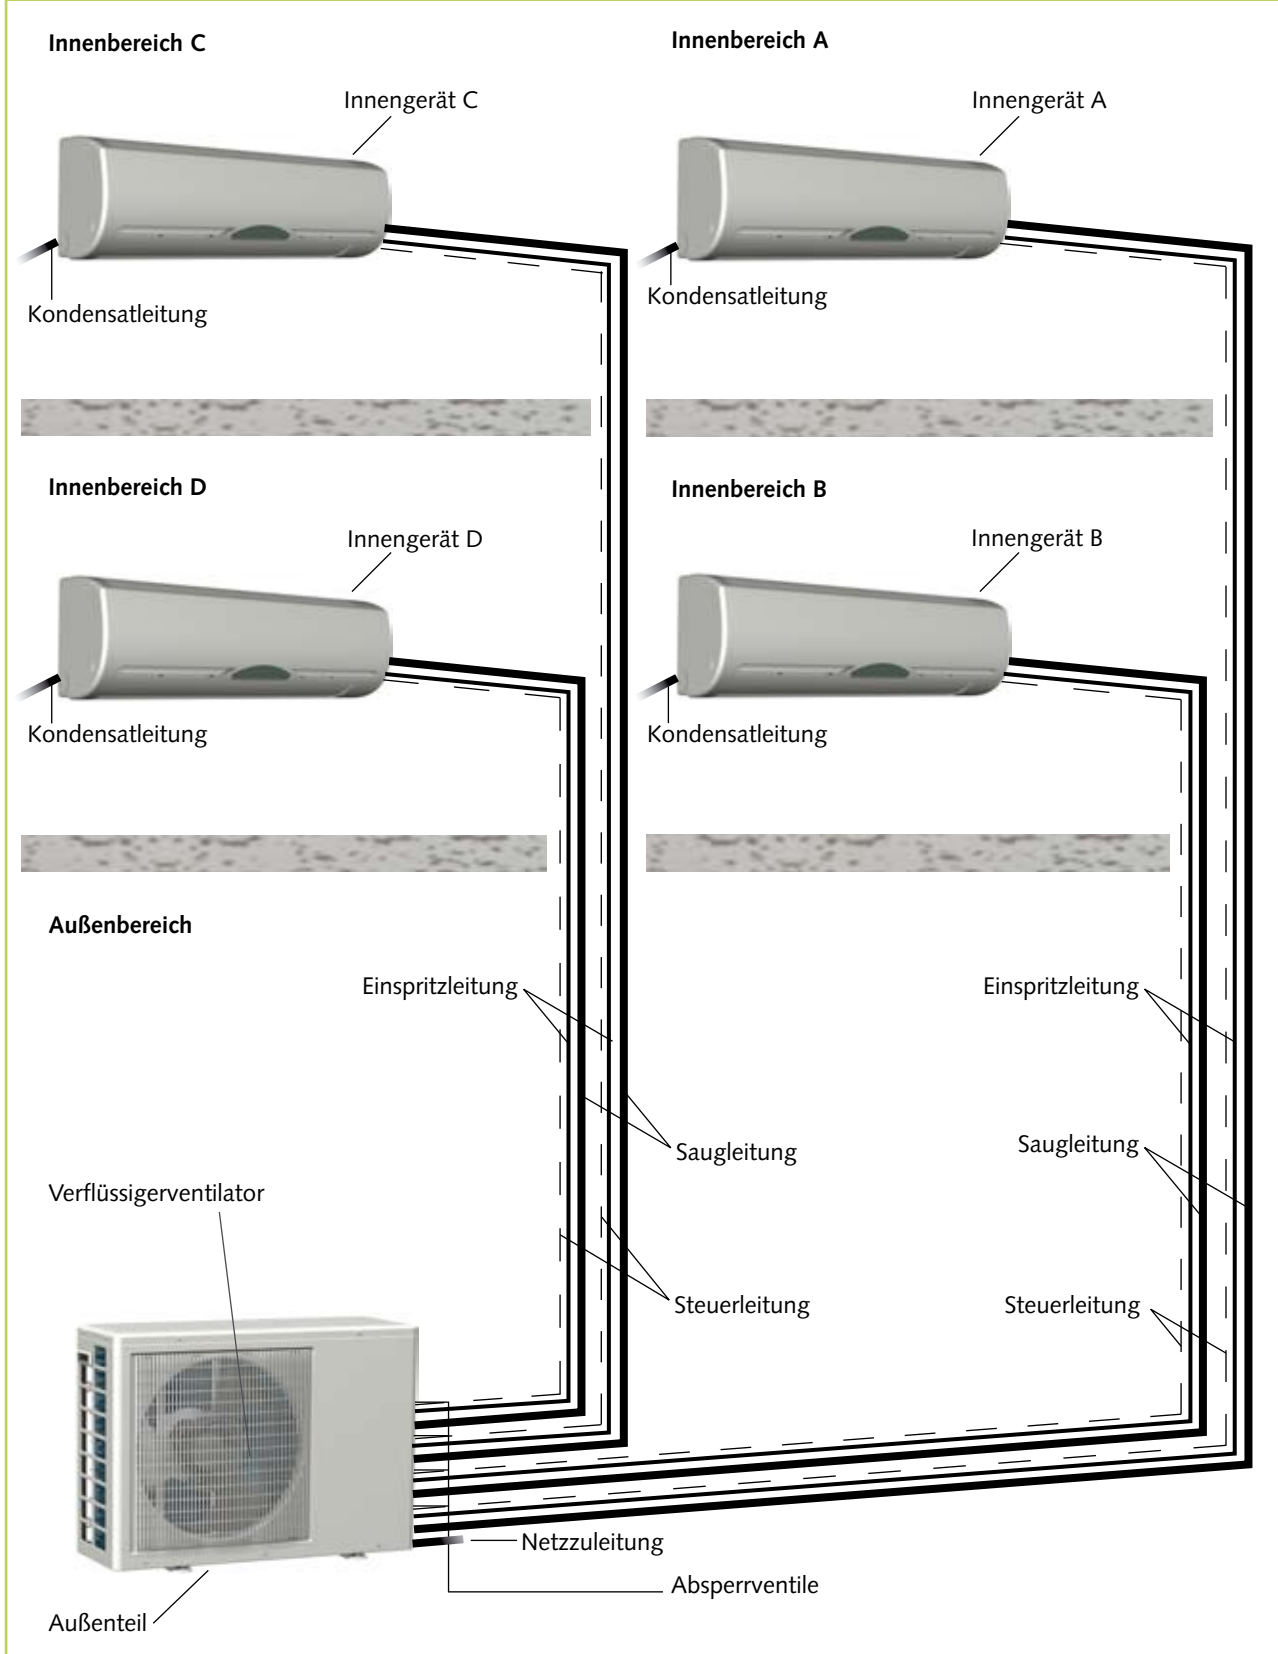 Innenbereich C
Innenbereich A
Innengerät C
Innengerät A
Kondensatleitung
Kondensatleitung
Innenbereich D
Innenbereich B
Innengerät D
Innengerät B
Kondensatleitung
Kondensatleitung
Außenbereich
Einspritzleitung
Einspritzleitung
Saugleitung
Saugleitung
Verflüssigerventilator
Steuerleitung
Steuerleitung
Netzzuleitung
Absperrventile
Außenteil